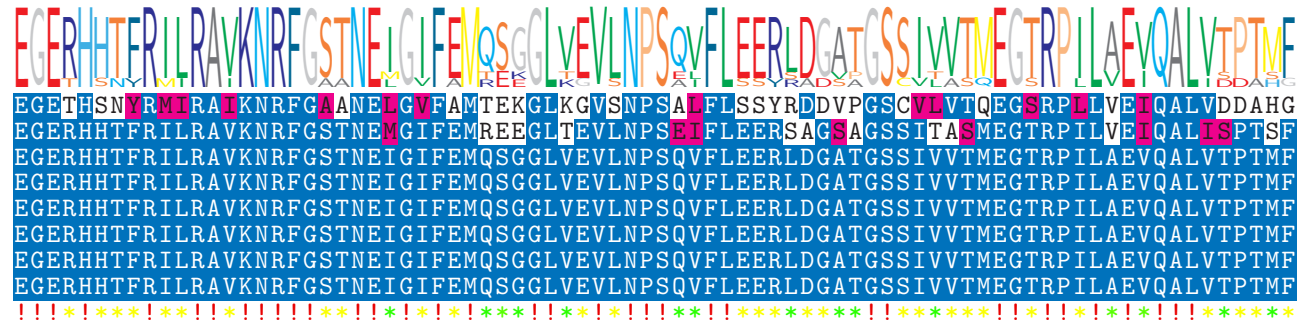 EGERHHTFRILRAVKNRFGSTNEIGIFEMQSGGLVEVLNPSQVFLEERLDGATGSSIVVTMEGTRPILAEVQALVTPTMF
EGETHSNYRMIRAIKNRFGAANELGVFAMTEKGLKGVSNPSALFLSSYRDDVPGSCVLVTQEGSRPLLVEIQALVDDAHG
EGERHHTFRILRAVKNRFGSTNEMGIFEMREEGLTEVLNPSEIFLEERSAGSAGSSITASMEGTRPILVEIQALISPTSF
EGERHHTFRILRAVKNRFGSTNEIGIFEMQSGGLVEVLNPSQVFLEERLDGATGSSIVVTMEGTRPILAEVQALVTPTMF
EGERHHTFRILRAVKNRFGSTNEIGIFEMQSGGLVEVLNPSQVFLEERLDGATGSSIVVTMEGTRPILAEVQALVTPTMF
EGERHHTFRILRAVKNRFGSTNEIGIFEMQSGGLVEVLNPSQVFLEERLDGATGSSIVVTMEGTRPILAEVQALVTPTMF
EGERHHTFRILRAVKNRFGSTNEIGIFEMQSGGLVEVLNPSQVFLEERLDGATGSSIVVTMEGTRPILAEVQALVTPTMF
EGERHHTFRILRAVKNRFGSTNEIGIFEMQSGGLVEVLNPSQVFLEERLDGATGSSIVVTMEGTRPILAEVQALVTPTMF
EGERHHTFRILRAVKNRFGSTNEIGIFEMQSGGLVEVLNPSQVFLEERLDGATGSSIVVTMEGTRPILAEVQALVTPTMF
!!!*!***!**!!*!!!!!**!!*!*!*!***!!**!*!!!**!!********!!******!!*!!*!*!*!!!******